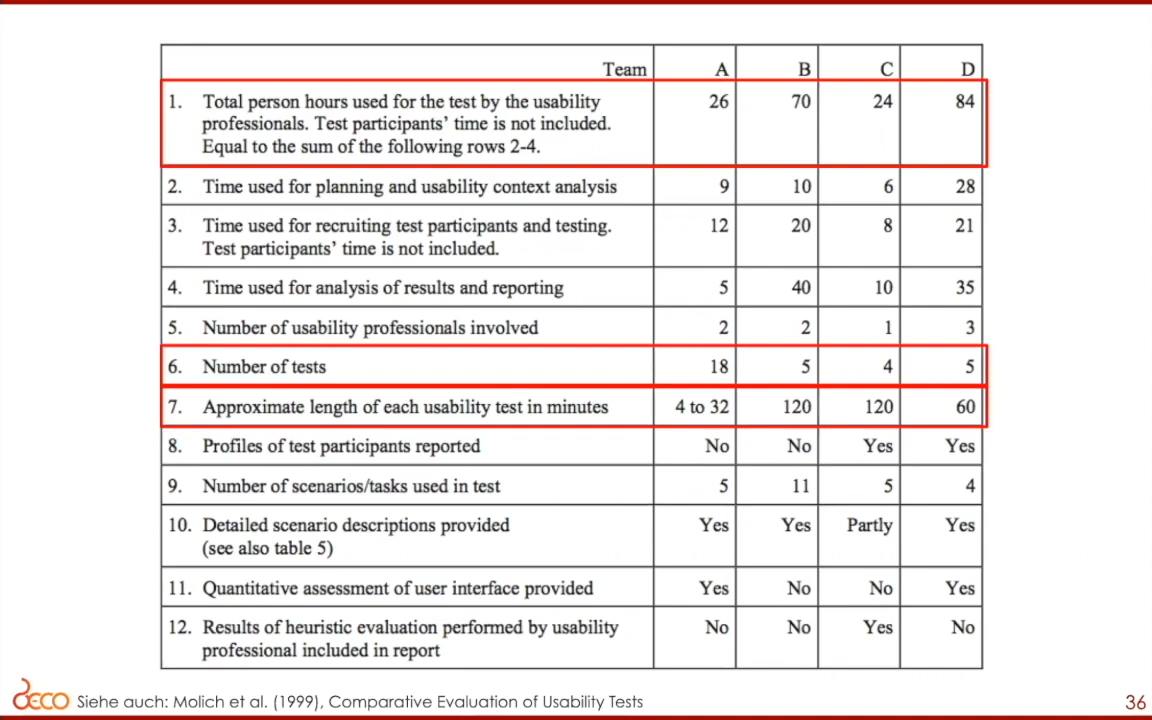 Team A B C D
1. Total person hours used for the test by the usability 26 70 24 84
professionals. Test participants' time is not included.
Equal to the sum of the following rows 2-4.
2. Time used for planning and usability context analysis 9 10 6 28
3. Time used for recruiting test participants and testing. 12 20 8 21
Test participants' time is not included.
4. Time used for analysis of results and reporting 5 40 10 35
5. Number of usability professionals involved 2 2 1 3
6. Number of tests 18 5 4 5
7. Approximate length of each usability test in minutes 4 to 32 120 120 60
8. Profiles of test participants reported No No Yes Yes
9. Number of scenarios/tasks used in test 5 11 5 4
10. Detailed scenario descriptions provided Yes Yes Partly Yes
(see also table 5)
11. Quantitative assessment of user interface provided Yes No No Yes
12. Results of heuristic evaluation performed by usability No No Yes No
professional included in report
DECO Siehe auch: Molich et al. (1999), Comparative Evaluation of Usability Tests 36